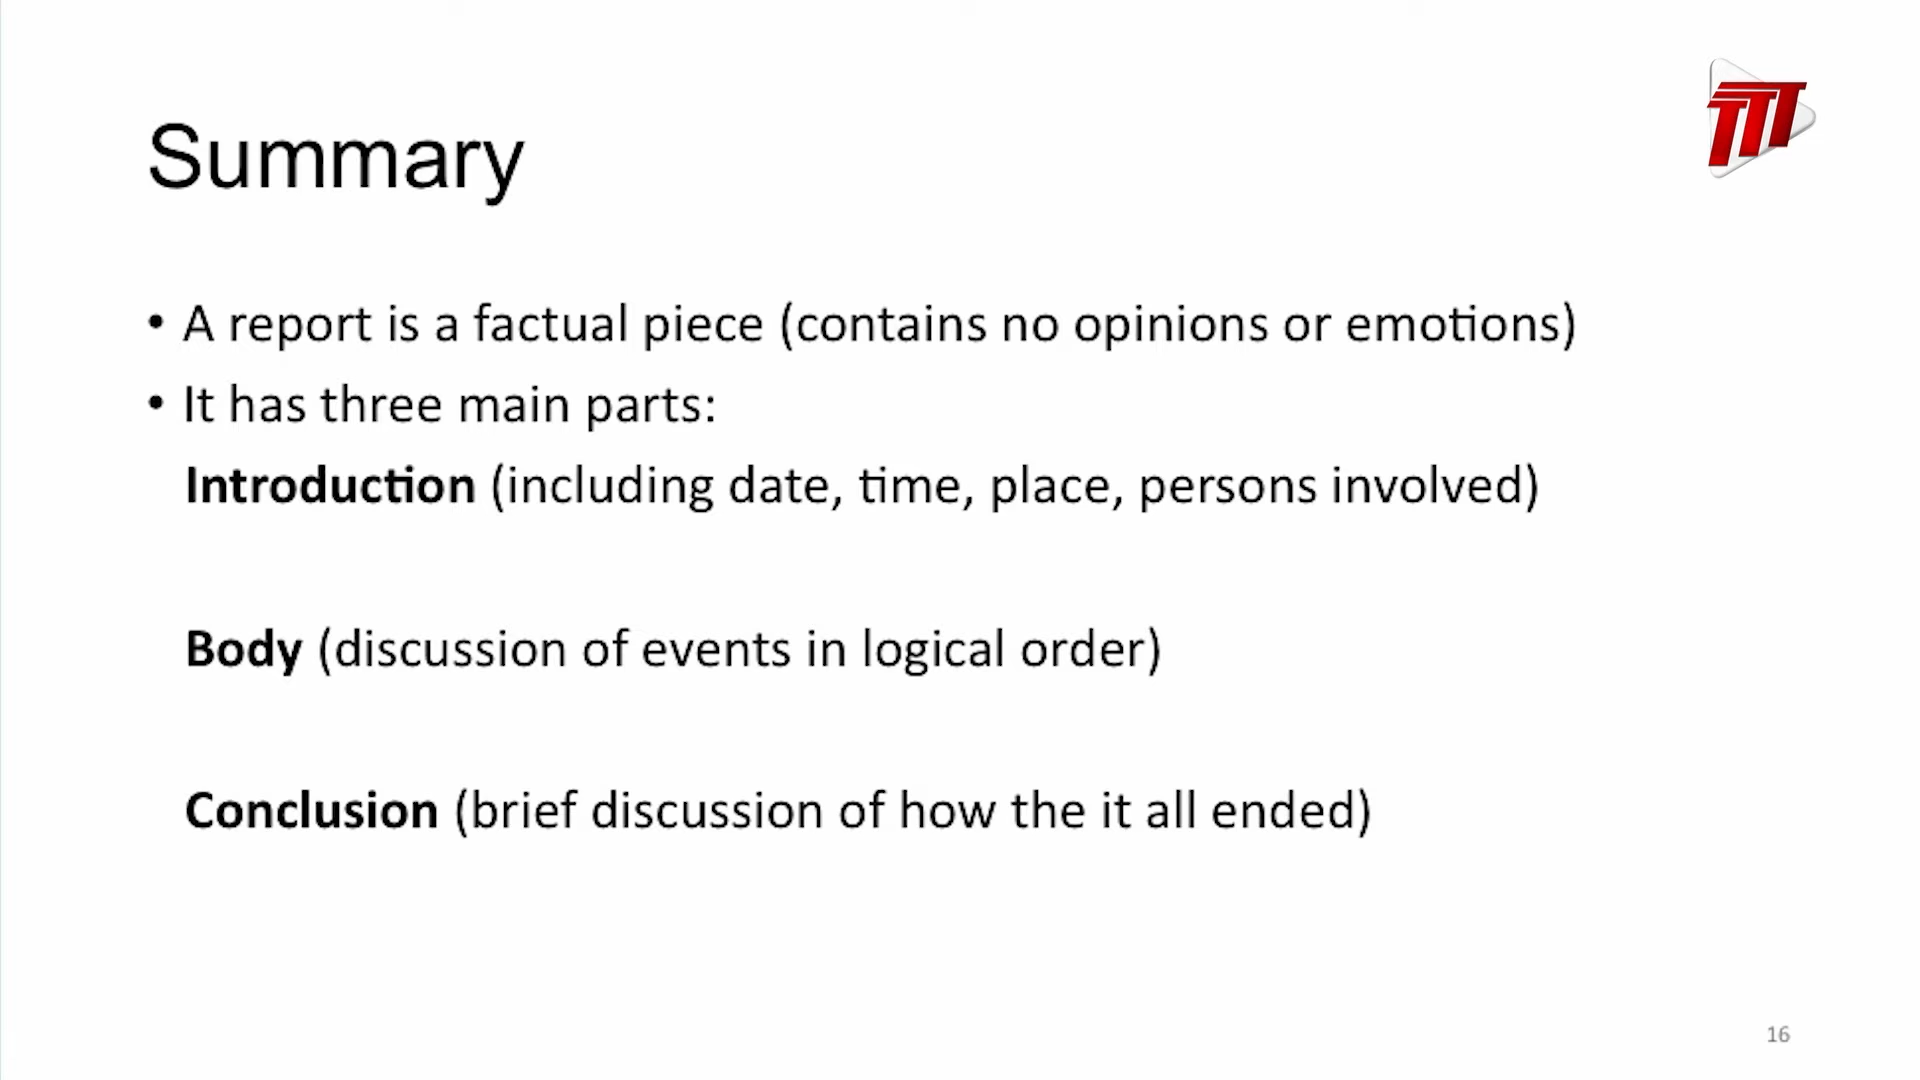 TTT
Summary
• A report is a factual piece (contains no opinions or emotions)
• It has three main parts:
Introduction (including date, time, place, persons involved)
Body (discussion of events in logical order)
Conclusion (brief discussion of how the it all ended)
16